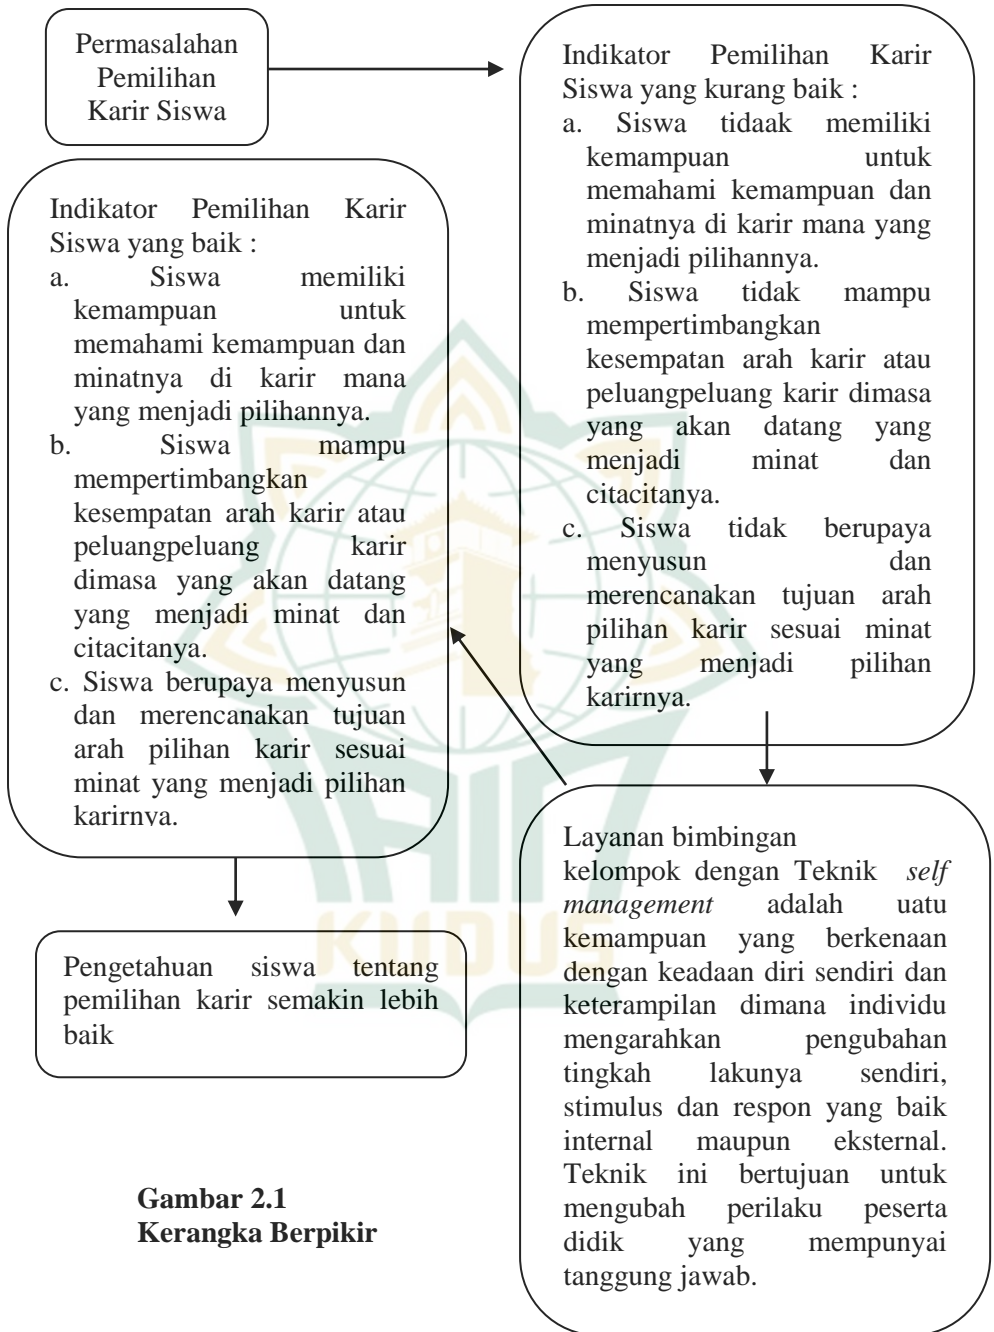 Permasalahan
Pemilihan
Karir Siswa
Indikator Pemilihan Karir
Siswa yang kurang baik :
a. Siswa tidaak memiliki
kemampuan untuk
memahami kemampuan dan
minatnya di karir mana yang
menjadi pilihannya.
b. Siswa tidak mampu
mempertimbangkan
kesempatan arah karir atau
peluangpeluang karir dimasa
yang akan datang yang
menjadi minat dan
citacitanya.
c. Siswa tidak berupaya
menyusun dan
merencanakan tujuan arah
pilihan karir sesuai minat
yang menjadi pilihan
karirnya.
Indikator Pemilihan Karir
Siswa yang baik :
a. Siswa memiliki
kemampuan untuk
memahami kemampuan dan
minatnya di karir mana
yang menjadi pilihannya.
b. Siswa mampu
mempertimbangkan
kesempatan arah karir atau
peluangpeluang karir
dimasa yang akan datang
yang menjadi minat dan
citacitanya.
c. Siswa berupaya menyusun
dan merencanakan tujuan
arah pilihan karir sesuai
minat yang menjadi pilihan
karirnya.
Layanan bimbingan
kelompok dengan Teknik self
management adalah uatu
kemampuan yang berkenaan
dengan keadaan diri sendiri dan
keterampilan dimana individu
mengarahkan pengubahan
tingkah lakunya sendiri,
stimulus dan respon yang baik
internal maupun eksternal.
Teknik ini bertujuan untuk
mengubah perilaku peserta
didik yang mempunyai
tanggung jawab.
Pengetahuan siswa tentang
pemilihan karir semakin lebih
baik
KUDUS
Gambar 2.1
Kerangka Berpikir